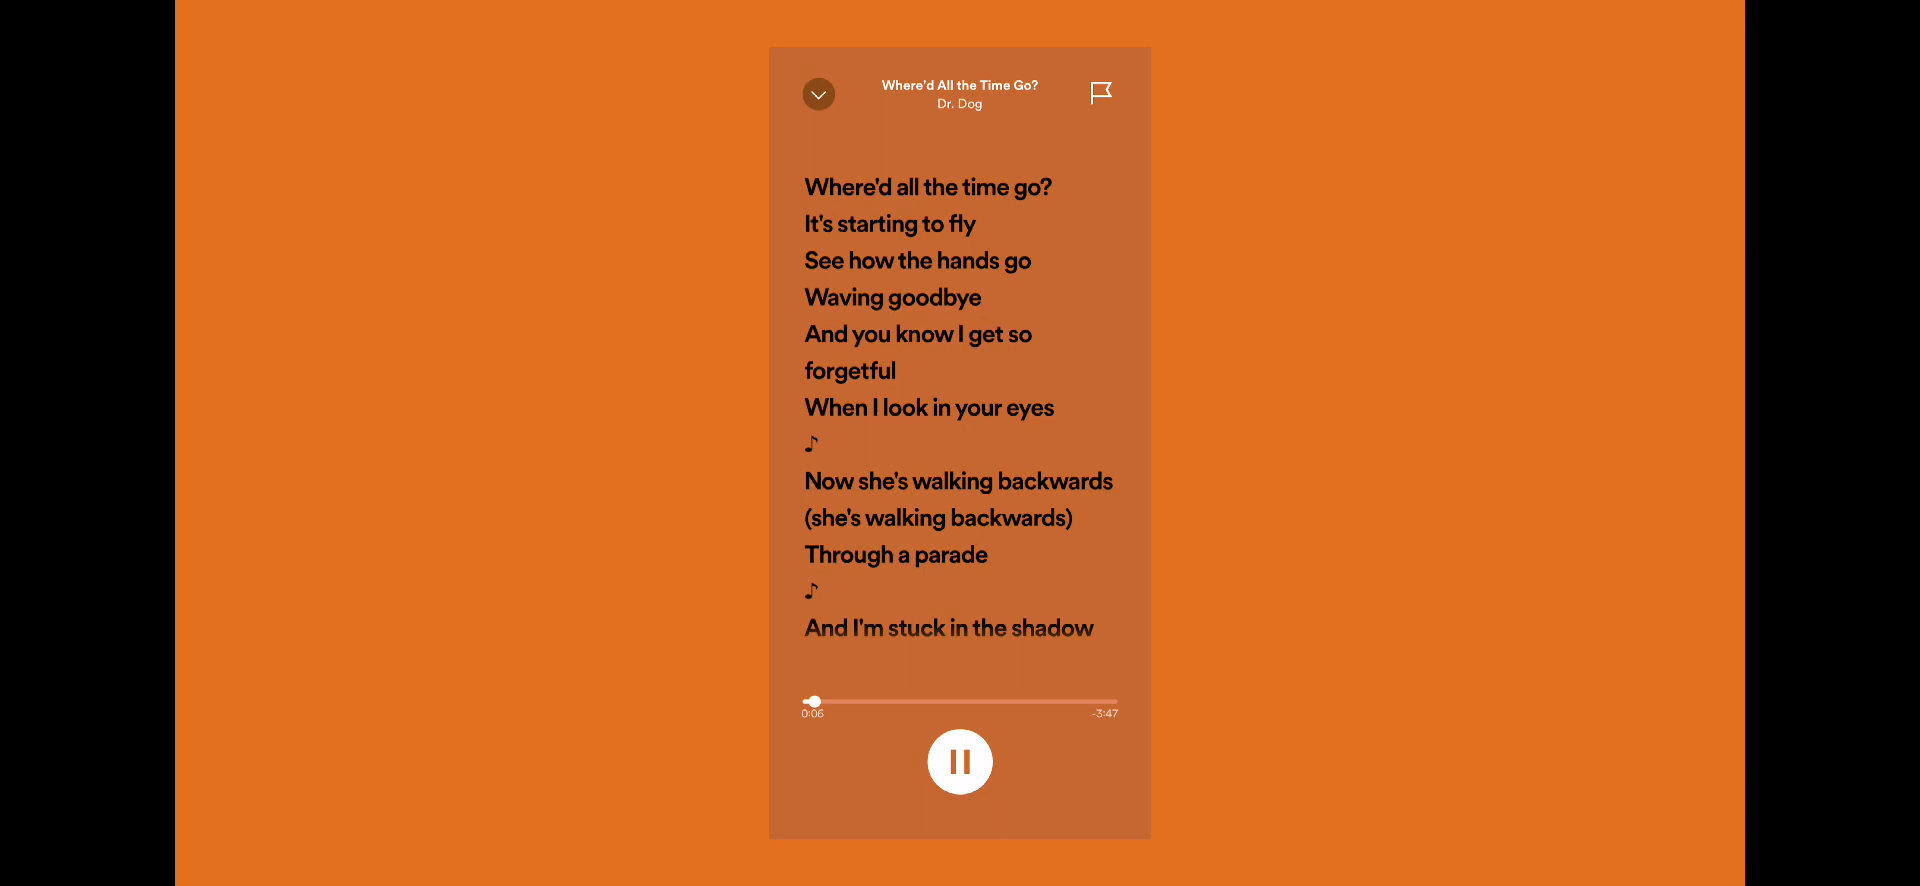 Where'd All the Time Go?
Dr. Dog
Where'd all the time go?
It's starting to fly
See how the hands go
Waving goodbye
And you know I get so
forgetful
When I look in your eyes
♪
Now she's walking backwards
(she's walking backwards)
Through a parade
♪
And I'm stuck in the shadow
0:06
-3:47